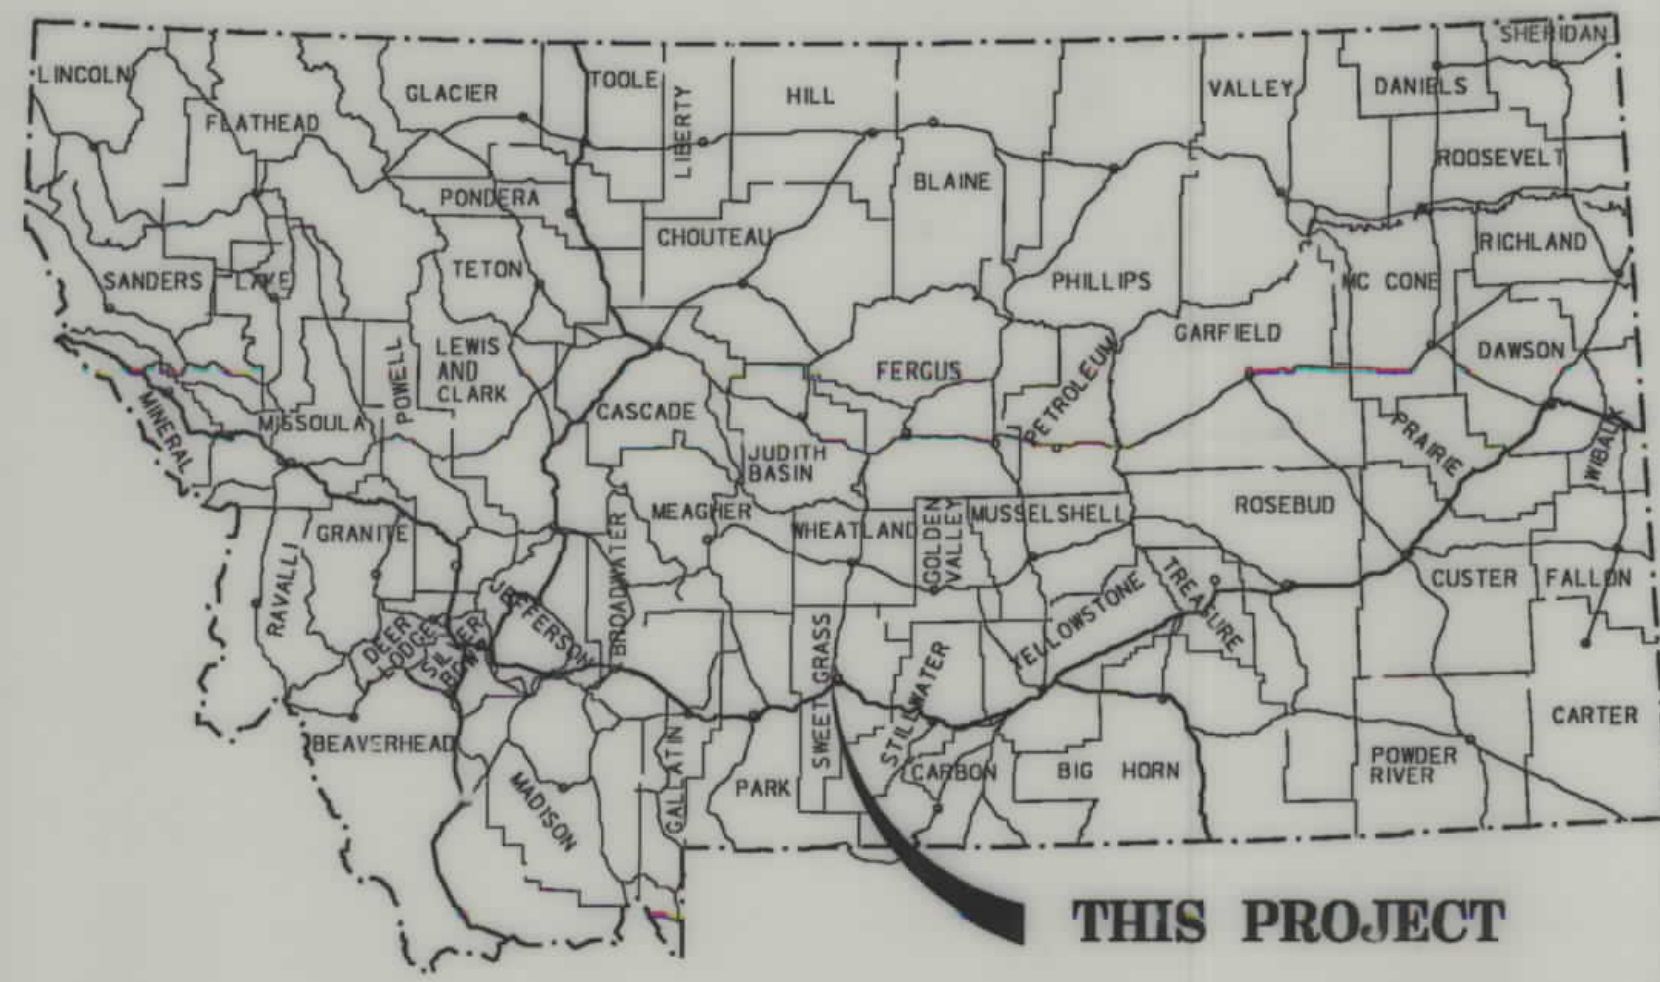 SHERIDAN
LINCOLN
GLACIER
TOOLE
LIBERTY
HILL
VALLEY
DANIELS
FLATHEAD
ROOSEVELT
PONDERA
BLAINE
CHOUTEAU
RICHLAND
SANDERS
LAKE
TETON
PHILLIPS
MC CONE
GARFIELD
LEWIS
AND
CLARK
POWELL
FERGUS
PETROLEUM
DAWSON
MINERAL
MISSOULA
CASCADE
JUDITH
BASIN
PRAIRIE
WIBAUX
GRANITE
MEAGHER
WHEATLAND
GOLDEN
VALLEY
MUSSELSHELL
ROSEBUD
RAVALLI
DEER
LODGE
SILVER
BOW
JEFFERSON
BROADWATER
SWEET GRASS
STILLWATER
YELLOWSTONE
TREASURE
CUSTER
FALLON
BEAVERHEAD
MADISON
GALLATIN
PARK
CARBON
BIG HORN
POWDER
RIVER
CARTER
THIS PROJECT